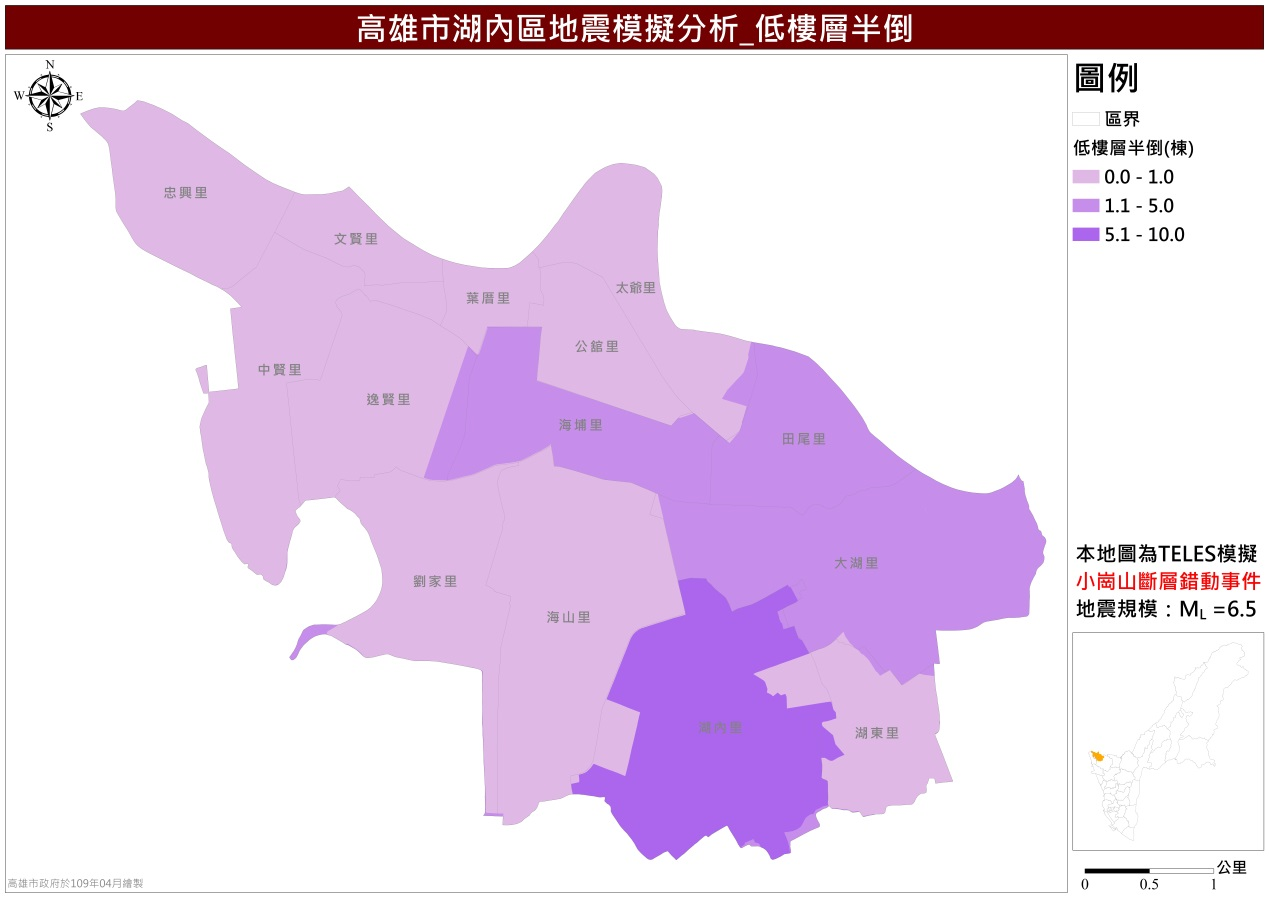 高雄市湖內區地震模擬分析_低樓層半倒
N
W
E
S
忠興里
文賢里
葉厝里
太爺里
公舘里
中賢里
逸賢里
海埔里
田尾里
大湖里
劉家里
海山里
湖內里
湖東里
高雄市政府於109年04月繪製
圖例
區界
低樓層半倒(棟)
0.0 - 1.0
1.1 - 5.0
5.1 - 10.0
本地圖為TELES模擬
小崗山斷層錯動事件
地震規模：ML =6.5
公里
0 0.5 1